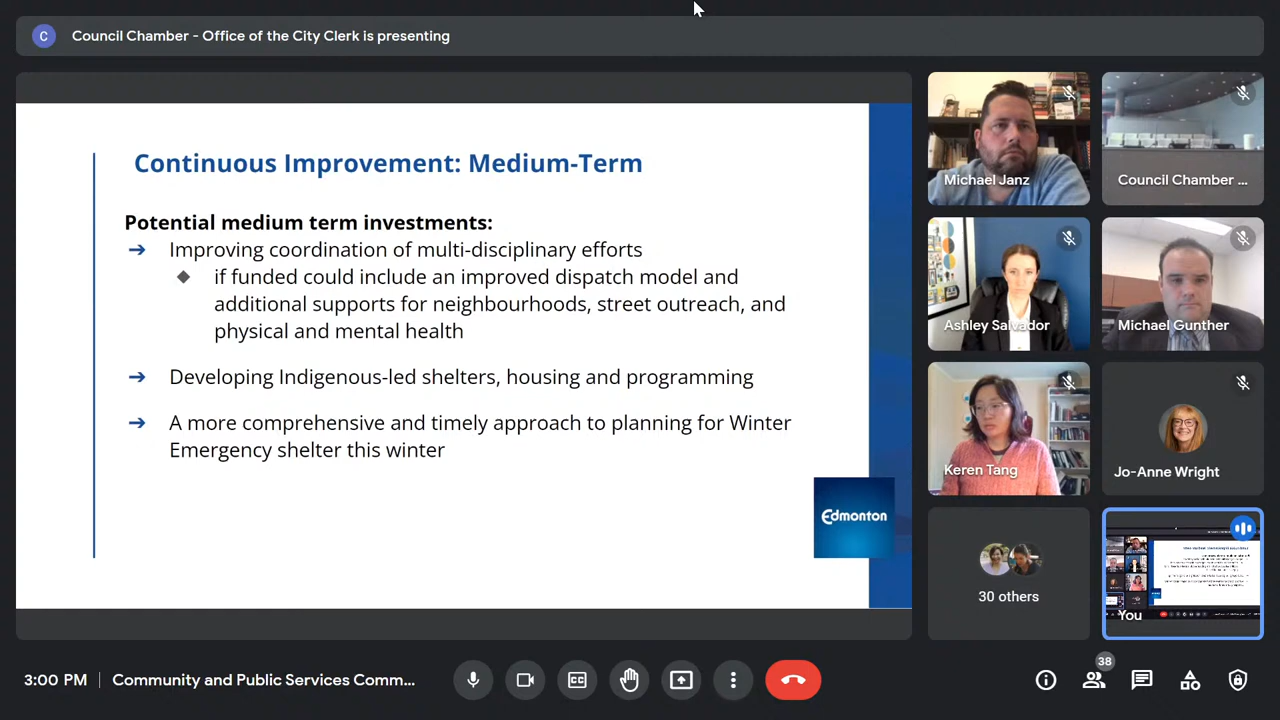 C
Council Chamber - Office of the City Clerk is presenting
Continuous Improvement: Medium-Term
Potential medium term investments:
➔ Improving coordination of multi-disciplinary efforts
◆ if funded could include an improved dispatch model and
additional supports for neighbourhoods, street outreach, and
physical and mental health
➔ Developing Indigenous-led shelters, housing and programming
➔ A more comprehensive and timely approach to planning for Winter
Emergency shelter this winter
Edmonton
Michael Janz
Council Chamber ...
Ashley Salvador
Michael Gunther
Keren Tang
Jo-Anne Wright
30 others
You
3:00 PM | Community and Public Services Comm...
CC
38